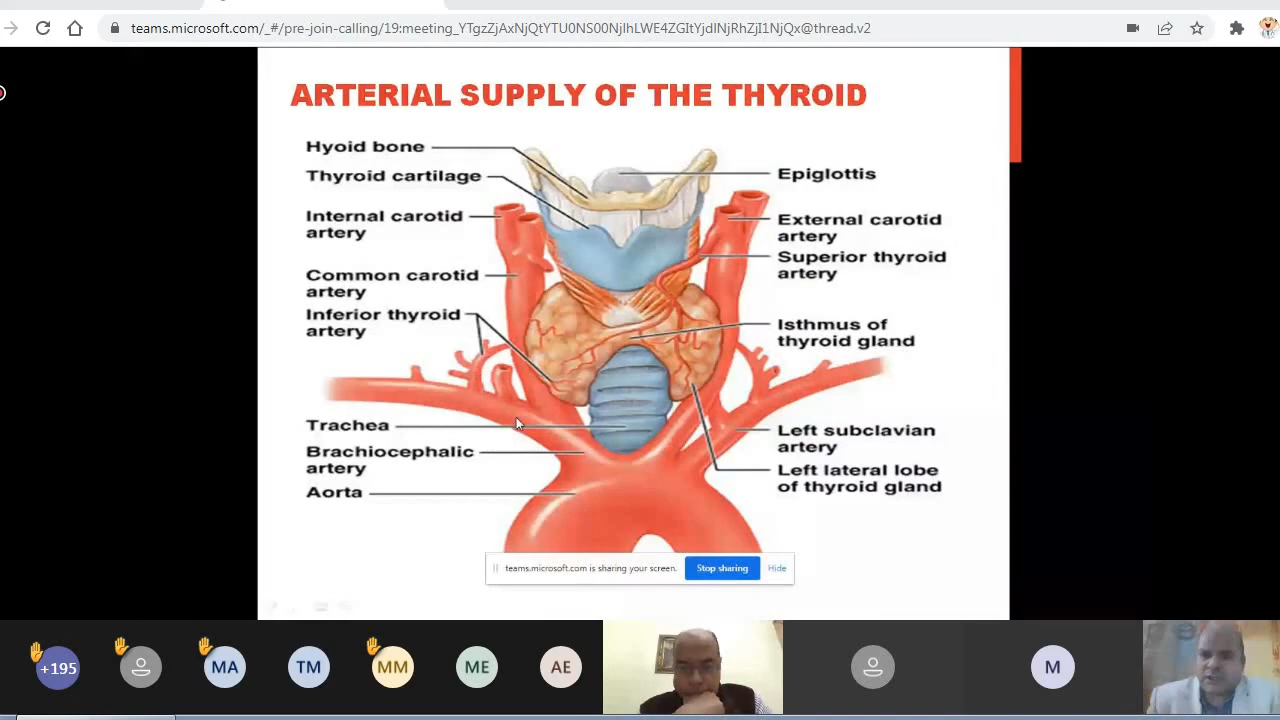 teams.microsoft.com/_#/pre-join-calling/19:meeting_YTgzZjAxNjQtYTU0NS00NjIhLWE4ZGItYjdlNjRhZjI1NjQx@thread.v2
ARTERIAL SUPPLY OF THE THYROID
Hyoid bone
Thyroid cartilage
Internal carotid
artery
Common carotid
artery
Inferior thyroid
artery
Trachea
Brachiocephalic
artery
Aorta
Epiglottis
External carotid
artery
Superior thyroid
artery
Isthmus of
thyroid gland
Left subclavian
artery
Left lateral lobe
of thyroid gland
teams.microsoft.com is sharing your screen.
Stop sharing
Hide
+195
MA
TM
MM
ME
AE
M